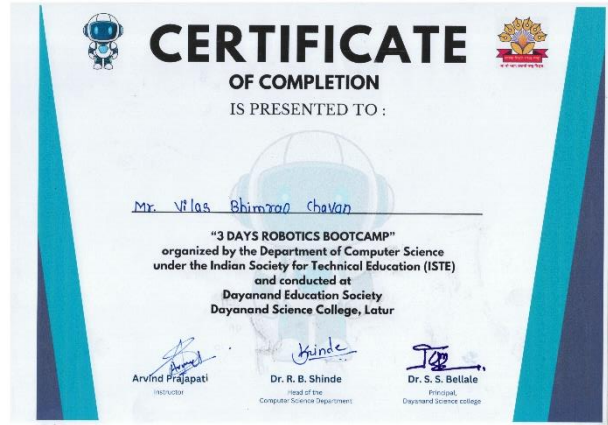 CERTIFICATE
OF COMPLETION
IS PRESENTED TO :
Mr. Vilas Bhimrao Chavan
“3 DAYS ROBOTICS BOOTCAMP”
organized by the Department of Computer Science
under the Indian Society for Technical Education (ISTE)
and conducted at
Dayanand Education Society
Dayanand Science College, Latur
Arvind Prajapati
Instructor
Dr. R. B. Shinde
Head of the
Computer Science Department
Dr. S. S. Bellale
Principal,
Dayanand Science college